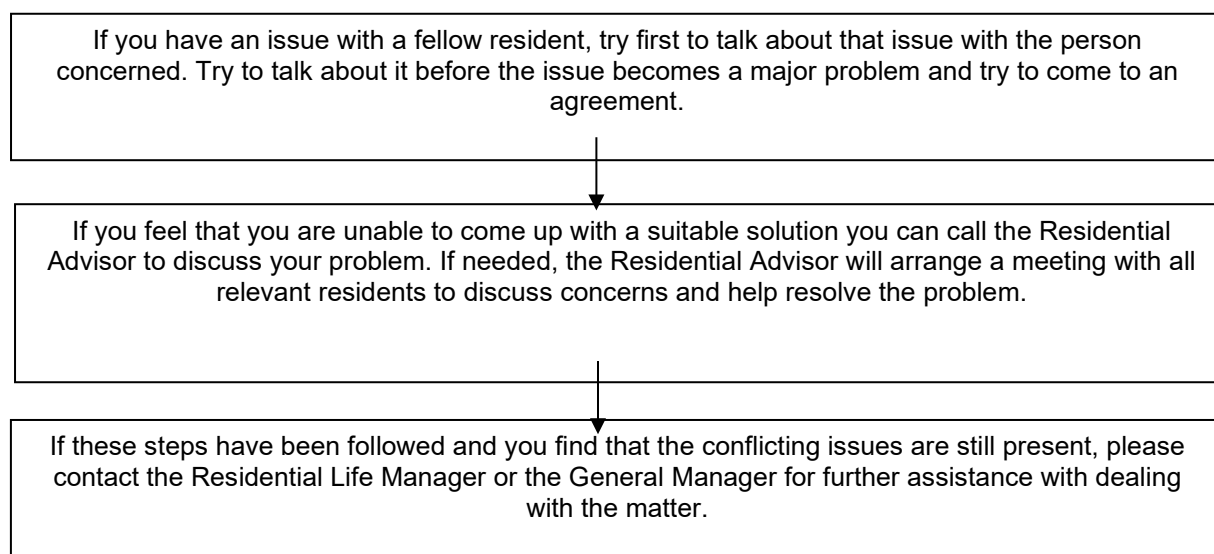 If you have an issue with a fellow resident, try first to talk about that issue with the person
concerned. Try to talk about it before the issue becomes a major problem and try to come to an
agreement.
If you feel that you are unable to come up with a suitable solution you can call the Residential
Advisor to discuss your problem. If needed, the Residential Advisor will arrange a meeting with all
relevant residents to discuss concerns and help resolve the problem.
If these steps have been followed and you find that the conflicting issues are still present, please
contact the Residential Life Manager or the General Manager for further assistance with dealing
with the matter.